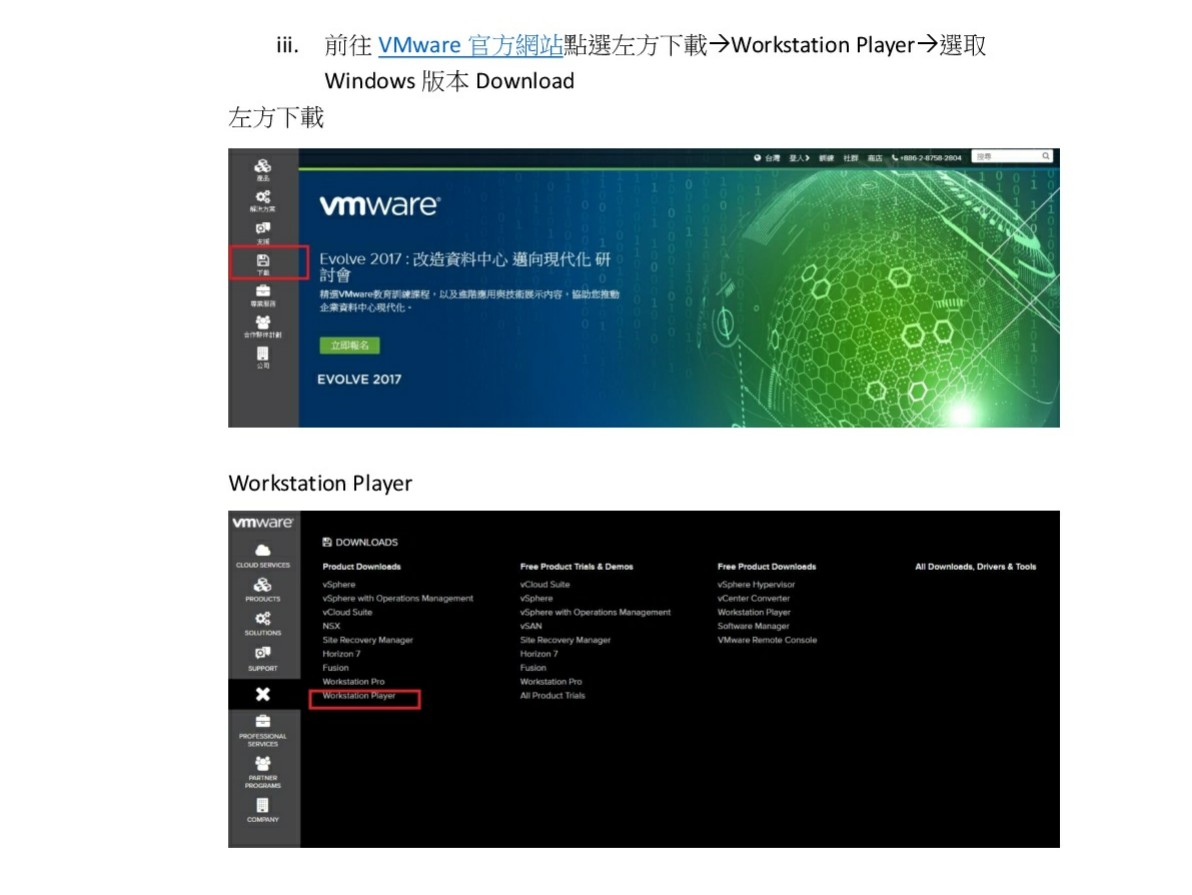 iii. 前往 VMware 官方網站點選左方下載→Workstation Player→選取
Windows 版本 Download
左方下載
台灣 登入 訓練 社群 商店 +886-2-8758-2804 搜尋
產品
解決方案
支援
下載
專業服務
合作夥伴計劃
公司
vmware
Evolve 2017 : 改造資料中心 邁向現代化 研
討會
精選VMware教育訓練課程，以及進階應用與技術展示內容，協助您推動
企業資料中心現代化。
立即報名
EVOLVE 2017
Workstation Player
vmware
CLOUD SERVICES
PRODUCTS
SOLUTIONS
SUPPORT
PROFESSIONAL
SERVICES
PARTNER
PROGRAMS
COMPANY
DOWNLOADS
Product Downloads
vSphere
vSphere with Operations Management
vCloud Suite
NSX
Site Recovery Manager
Horizon 7
Fusion
Workstation Pro
Workstation Player
Free Product Trials & Demos
vCloud Suite
vSphere
vSphere with Operations Management
vSAN
Site Recovery Manager
Horizon 7
Fusion
Workstation Pro
All Product Trials
Free Product Downloads
vSphere Hypervisor
vCenter Converter
Workstation Player
Software Manager
VMware Remote Console
All Downloads, Drivers & Tools